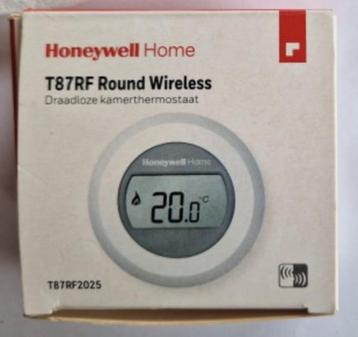 Honeywell Home
T87RF Round Wireless
Draadloze kamerthermostaat
Honeywell Home
20.0°C
T87RF2025